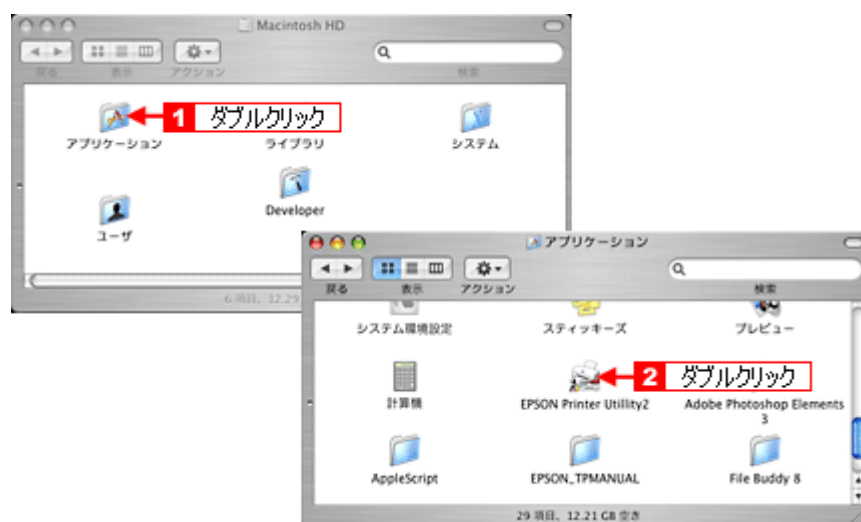 Macintosh HD
戻る 表示 アクション 検索
1 ダブルクリック
アプリケーション ライブラリ システム
ユーザ Developer
6 項目、12.29
アプリケーション
戻る 表示 アクション 検索
システム環境設定 スティッキーズ プレビュー
2 ダブルクリック
計算機 EPSON Printer Utillity2 Adobe Photoshop Elements 3
AppleScript EPSON_TPMANUAL File Buddy 8
29 項目、12.21 GB 空き